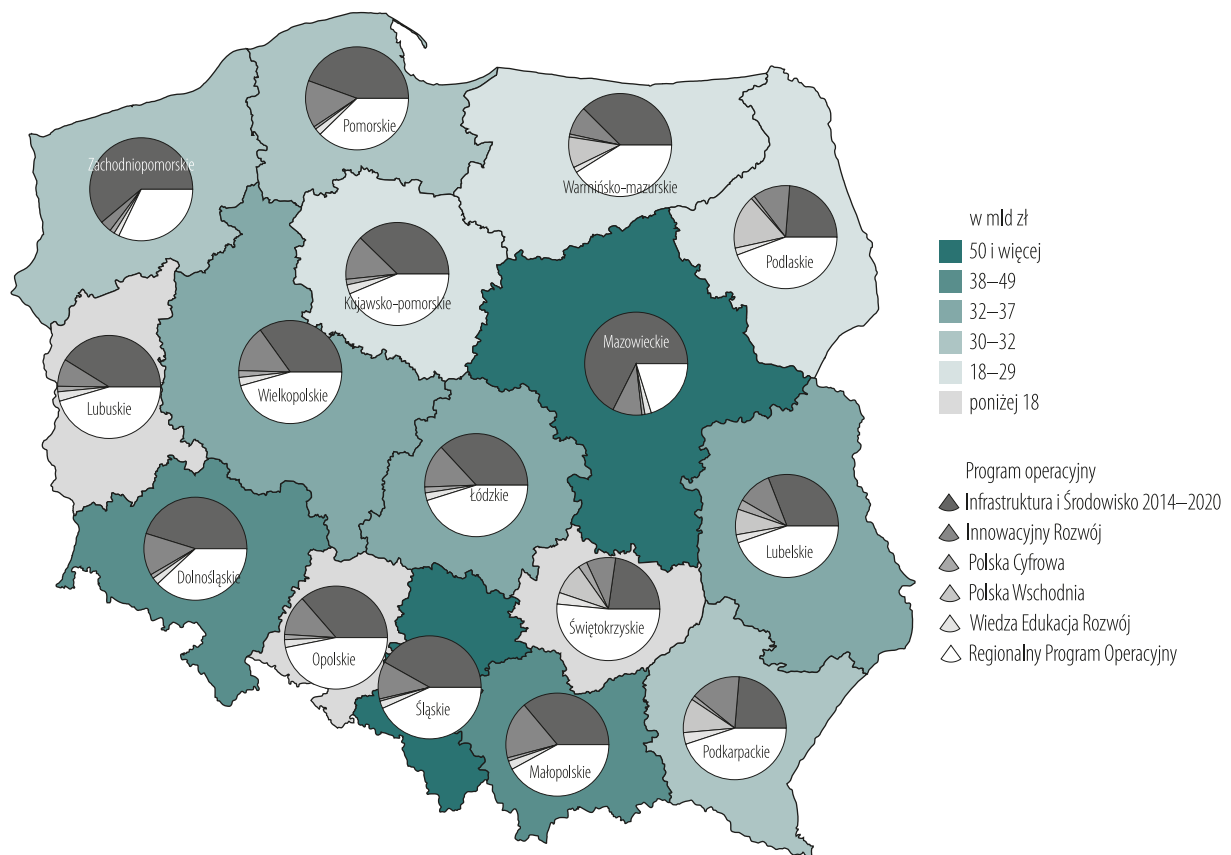 Pomorskie
Zachodniopomorskie
Warmińsko-mazurskie
Podlaskie
Kujawsko-pomorskie
Mazowieckie
Lubuskie
Wielkopolskie
Łódzkie
Lubelskie
Dolnośląskie
Świętokrzyskie
Opolskie
Śląskie
Małopolskie
Podkarpackie
w mld zł
50 i więcej
38–49
32–37
30–32
18–29
poniżej 18
Program operacyjny
Infrastruktura i Środowisko 2014–2020
Innowacyjny Rozwój
Polska Cyfrowa
Polska Wschodnia
Wiedza Edukacja Rozwój
Regionalny Program Operacyjny